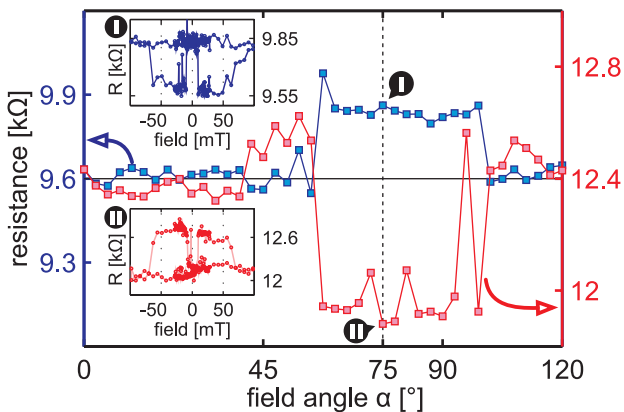 I
R [kΩ]
9.85
9.55
-50 0 50
field [mT]
II
R [kΩ]
12.6
12
-50 0 50
field [mT]
resistance [kΩ]
9.9
9.6
9.3
12.8
12.4
12
I
II
0 45 75 90 120
field angle α [°]